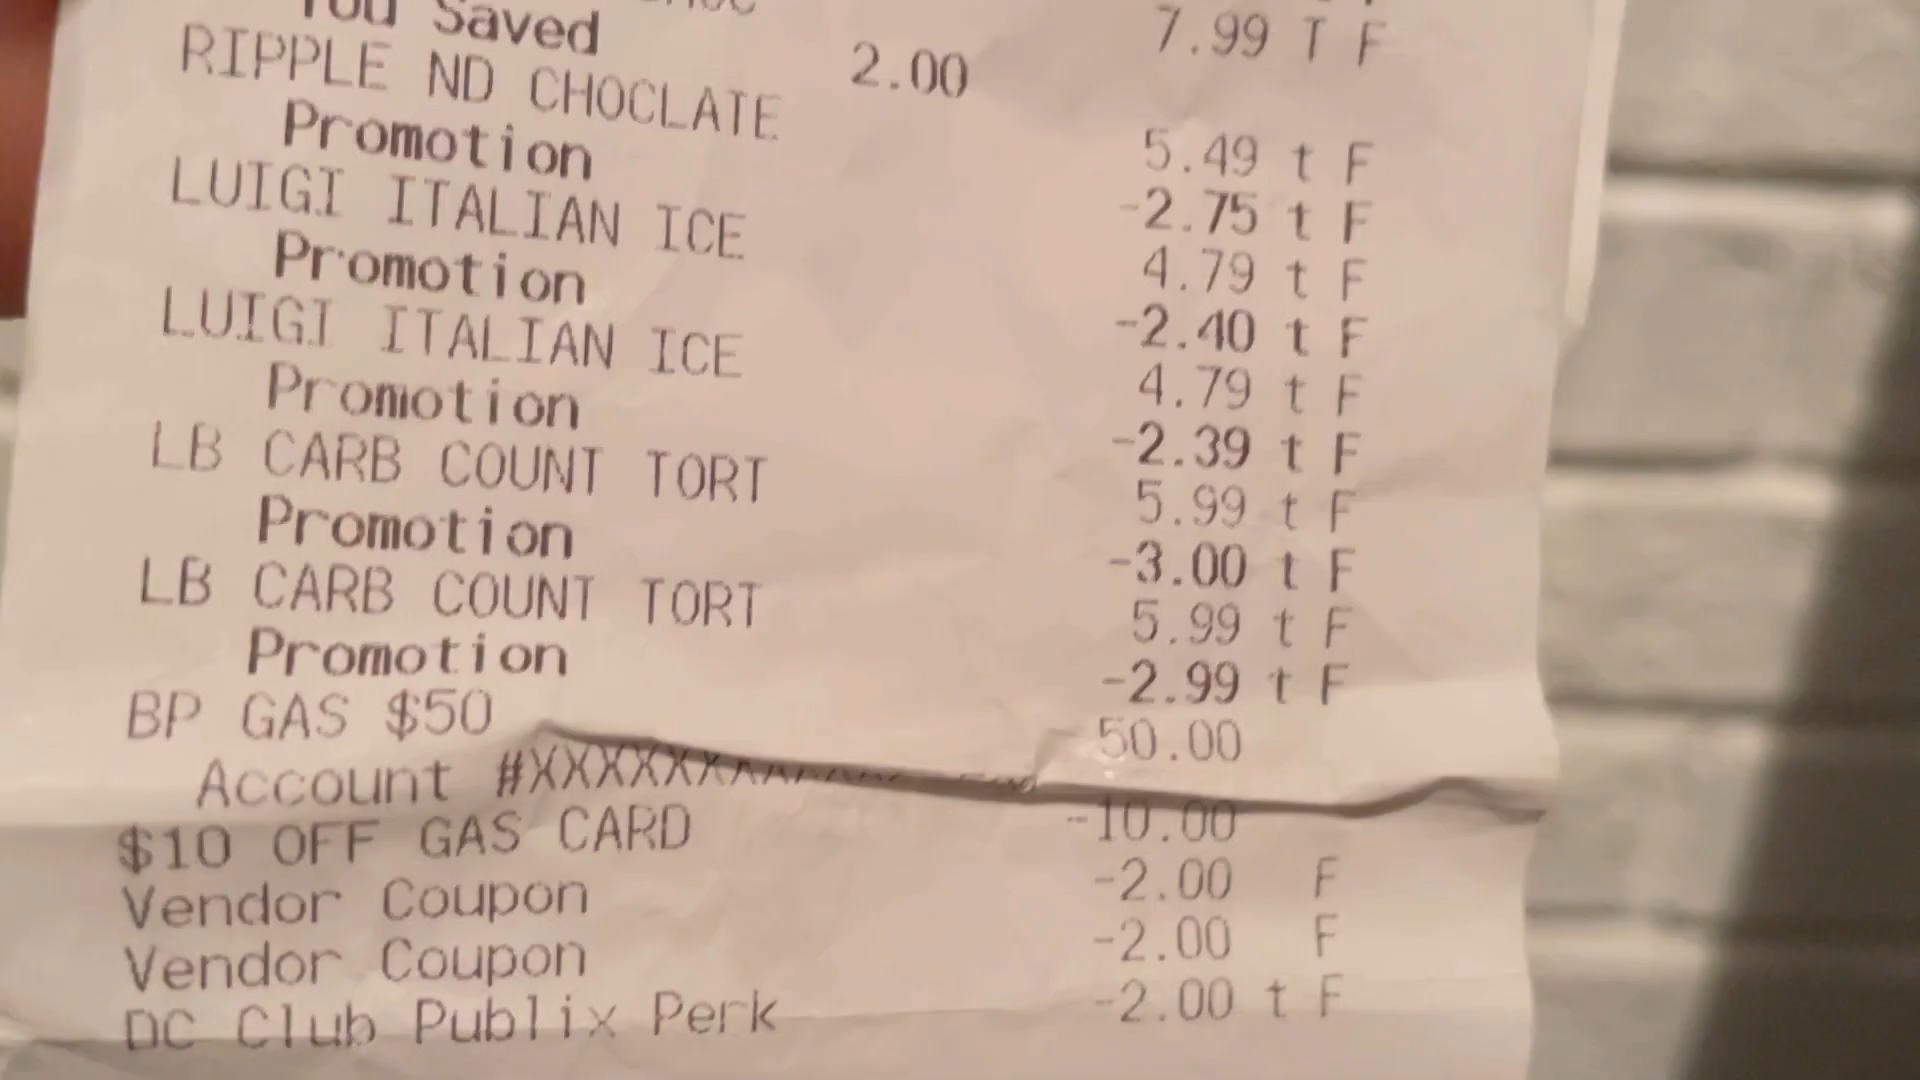 You Saved 2.00 7.99 T F
RIPPLE ND CHOCLATE 5.49 t F
Promotion -2.75 t F
LUIGI ITALIAN ICE 4.79 t F
Promotion -2.40 t F
LUIGI ITALIAN ICE 4.79 t F
Promotion -2.39 t F
LB CARB COUNT TORT 5.99 t F
Promotion -3.00 t F
LB CARB COUNT TORT 5.99 t F
Promotion -2.99 t F
BP GAS $50 50.00
Account #XXXXXX
$10 OFF GAS CARD -10.00
Vendor Coupon -2.00 F
Vendor Coupon -2.00 F
DC Club Publix Perk -2.00 t F